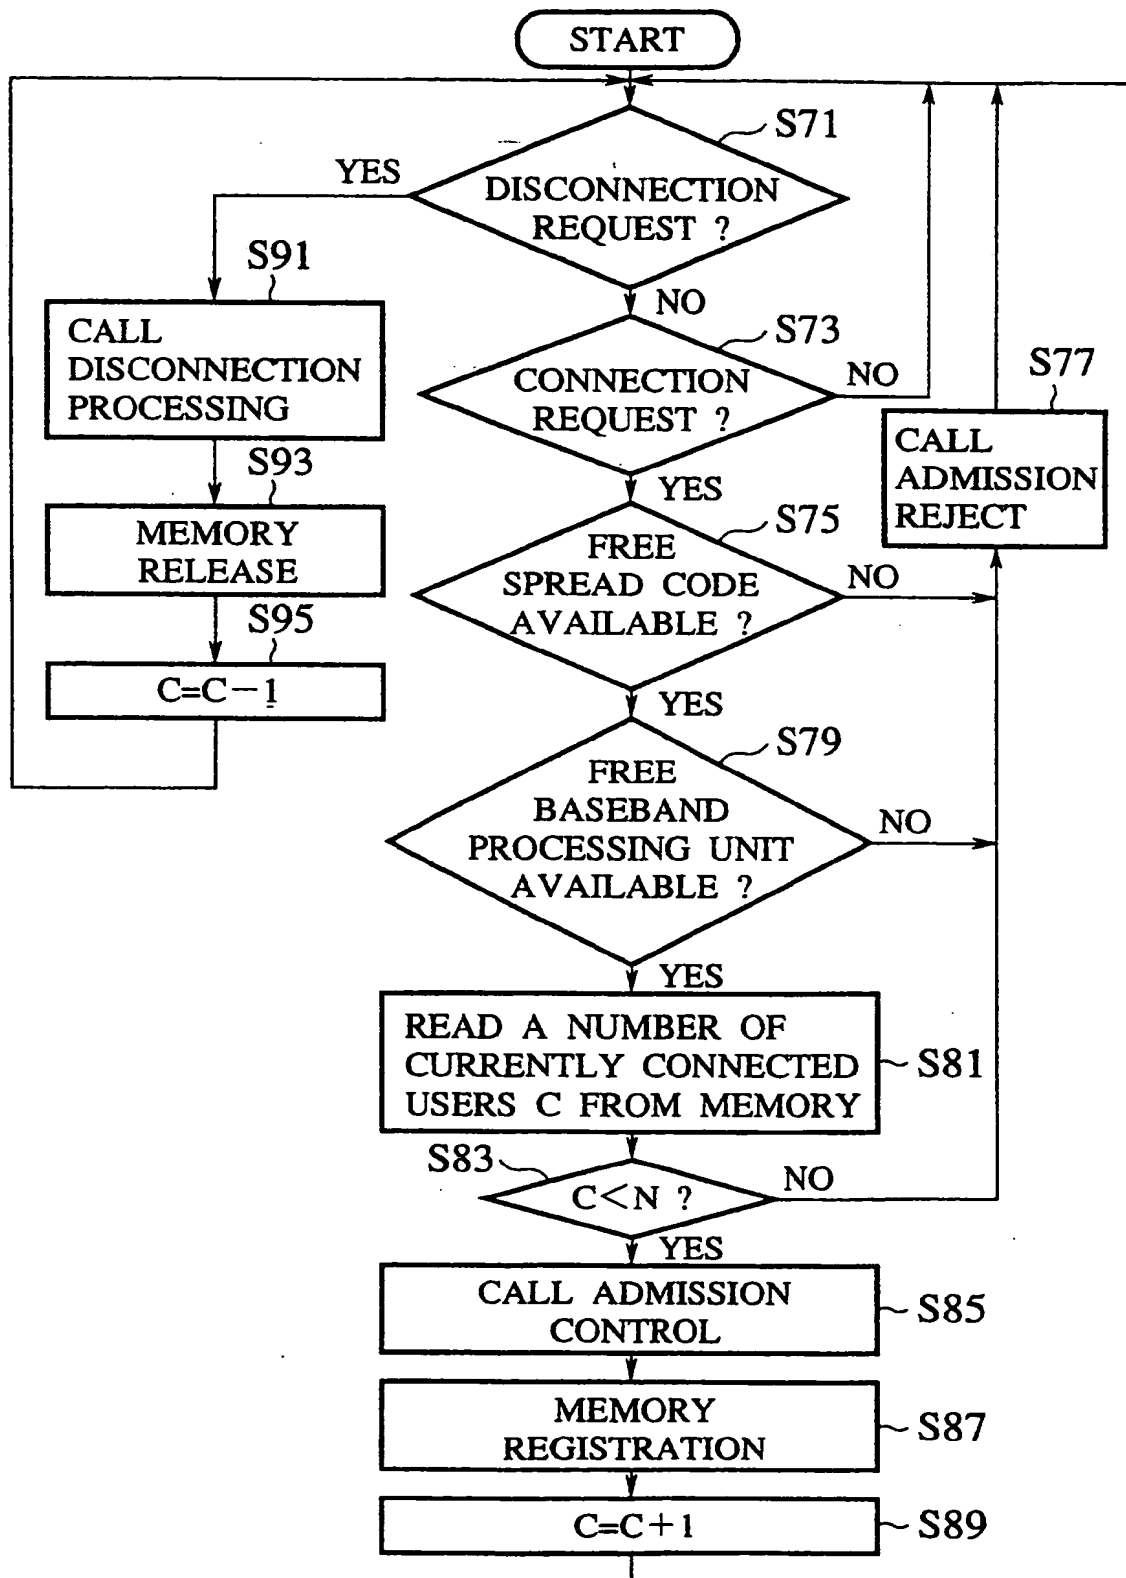 START
S71
YES
DISCONNECTION
REQUEST ?
S91
NO
CALL
DISCONNECTION
PROCESSING
S73
CONNECTION
REQUEST ?
NO
S77
CALL
ADMISSION
REJECT
S93
YES
MEMORY
RELEASE
S75
FREE
SPREAD CODE
AVAILABLE ?
NO
S95
C=C−1
YES
S79
FREE
BASEBAND
PROCESSING UNIT
AVAILABLE ?
NO
YES
READ A NUMBER OF
CURRENTLY CONNECTED
USERS C FROM MEMORY
S81
S83
C<N ?
NO
YES
CALL ADMISSION
CONTROL
S85
MEMORY
REGISTRATION
S87
C=C+1
S89